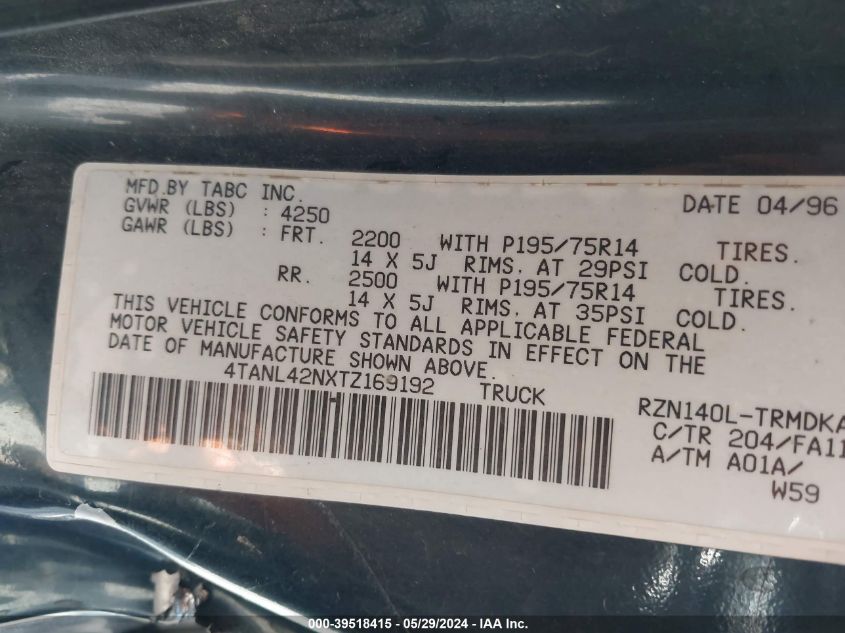 MFD.BY TABC INC. DATE 04/96
GVWR (LBS) : 4250
GAWR (LBS) : FRT. 2200 WITH P195/75R14 TIRES.
14 X 5J RIMS. AT 29PSI COLD.
RR. 2500 WITH P195/75R14 TIRES.
14 X 5J RIMS. AT 35PSI COLD.
THIS VEHICLE CONFORMS TO ALL APPLICABLE FEDERAL
MOTOR VEHICLE SAFETY STANDARDS IN EFFECT ON THE
DATE OF MANUFACTURE SHOWN ABOVE.
4TANL42NXTZ169192 TRUCK
RZN140L-TRMDKA
C/TR 204/FA11
A/TM A01A/
W59
000-39518415 - 05/29/2024 - IAA Inc.